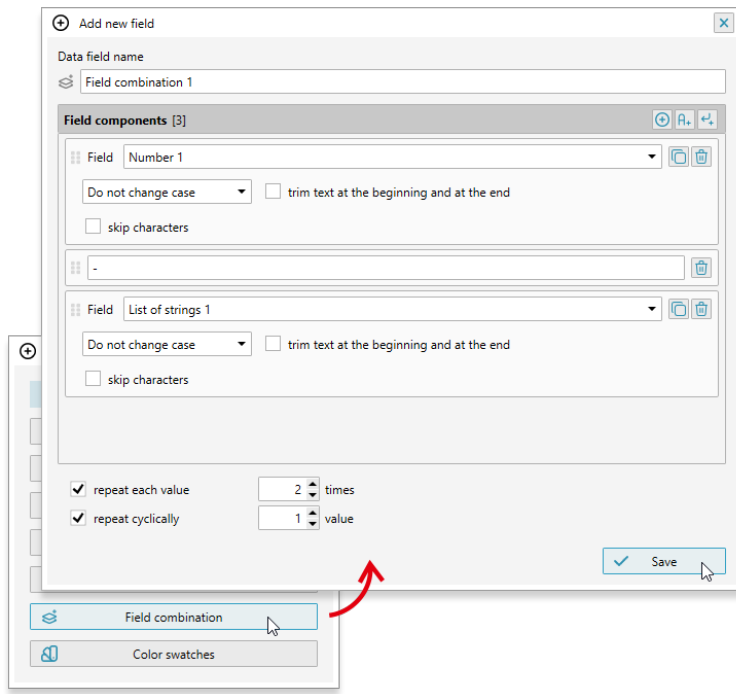 Add new field
Data field name
Field combination 1
Field components [3]
A+
Field Number 1
Do not change case trim text at the beginning and at the end
skip characters
-
Field List of strings 1
Do not change case trim text at the beginning and at the end
skip characters
repeat each value 2 times
repeat cyclically 1 value
Save
Field combination
Color swatches